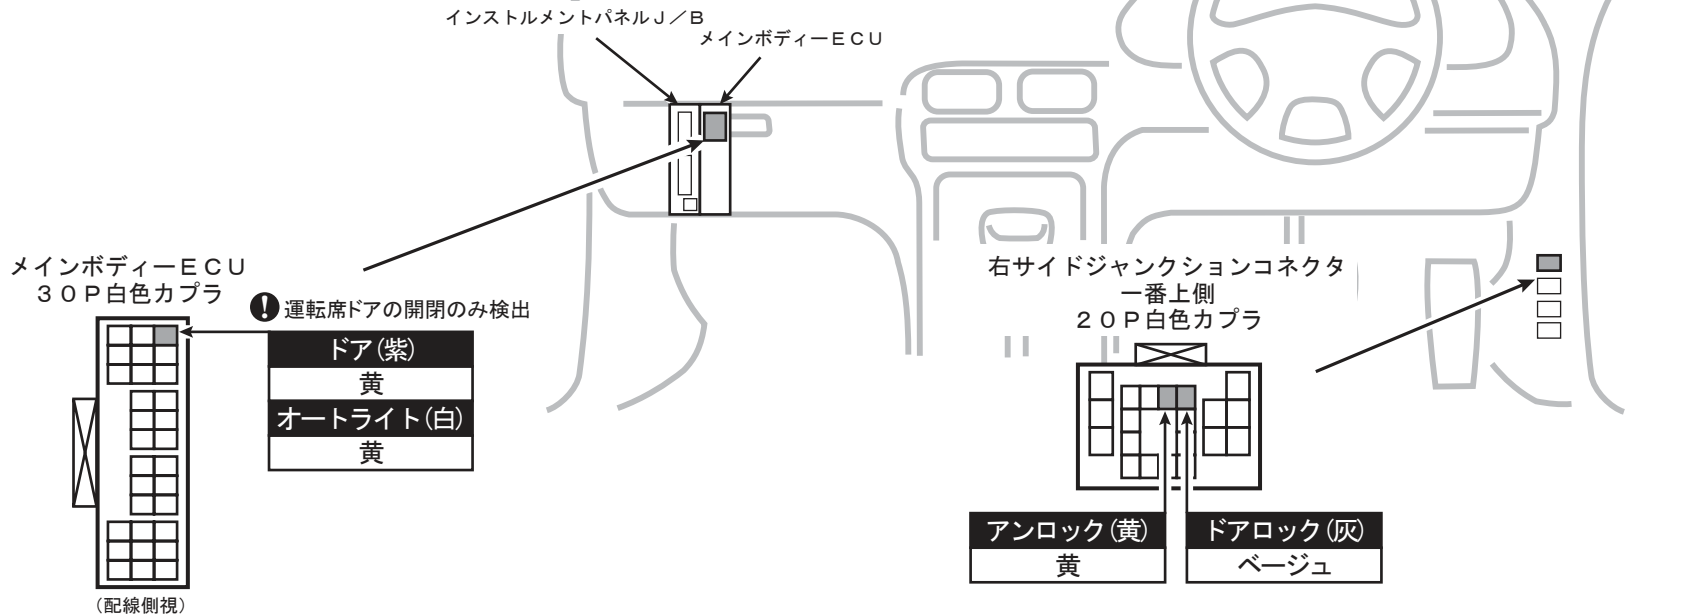 インストルメントパネルＪ／Ｂ
メインボディーＥＣＵ
メインボディーＥＣＵ
３０Ｐ白色カプラ
! 運転席ドアの開閉のみ検出
ドア(紫)
黄
オートライト(白)
黄
(配線側視)
右サイドジャンクションコネクタ
一番上側
２０Ｐ白色カプラ
アンロック(黄)
黄
ドアロック(灰)
ベージュ